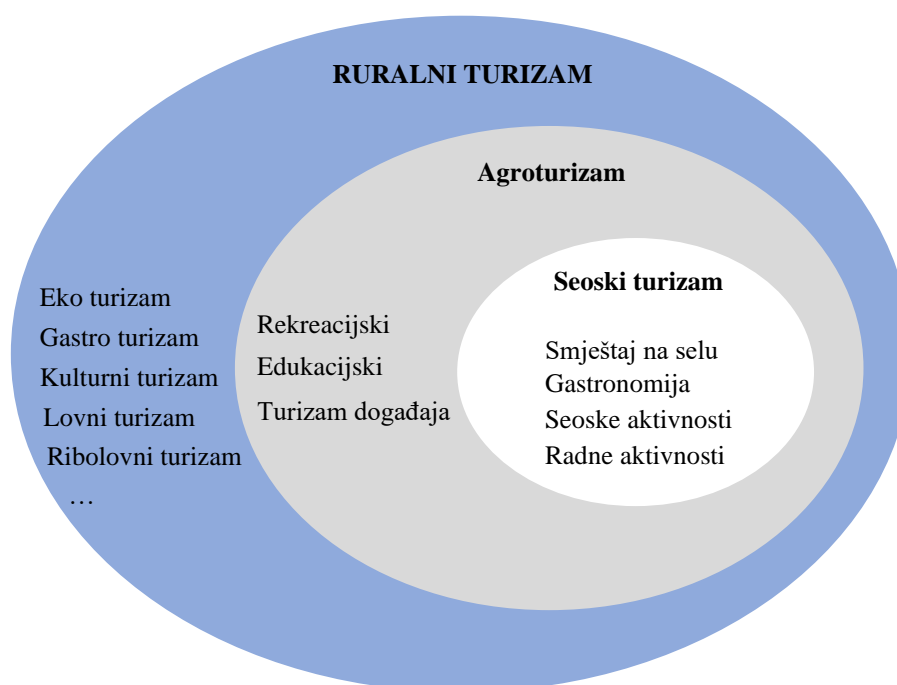 RURALNI TURIZAM
Agroturizam
Seoski turizam
Eko turizam
Gastro turizam
Kulturni turizam
Lovni turizam
Ribolovni turizam
…
Rekreacijski
Edukacijski
Turizam događaja
Smještaj na selu
Gastronomija
Seoske aktivnosti
Radne aktivnosti